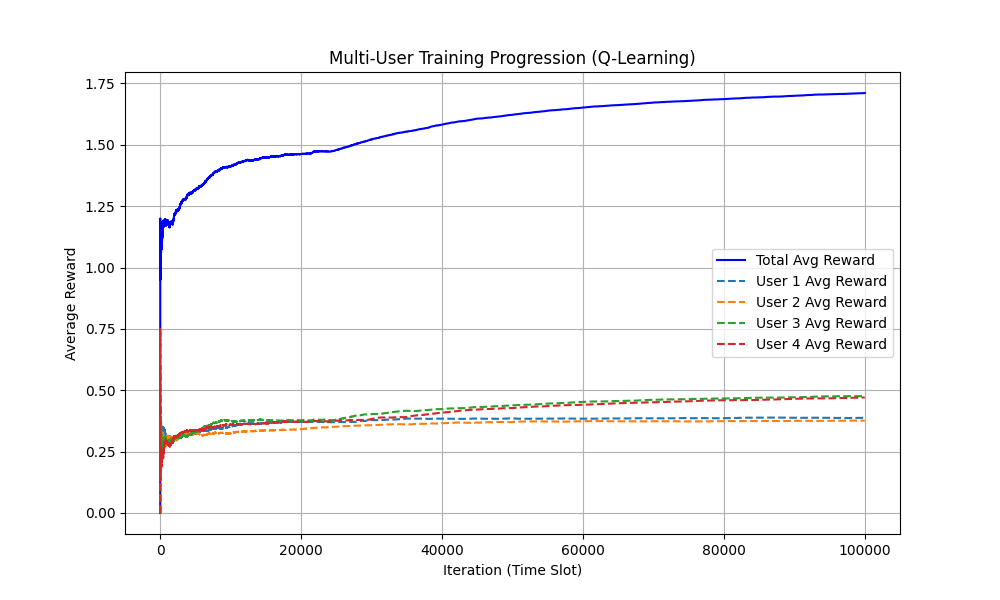 Multi-User Training Progression (Q-Learning)
Average Reward
1.75
1.50
1.25
1.00
0.75
0.50
0.25
0.00
Total Avg Reward
User 1 Avg Reward
User 2 Avg Reward
User 3 Avg Reward
User 4 Avg Reward
0 20000 40000 60000 80000 100000
Iteration (Time Slot)